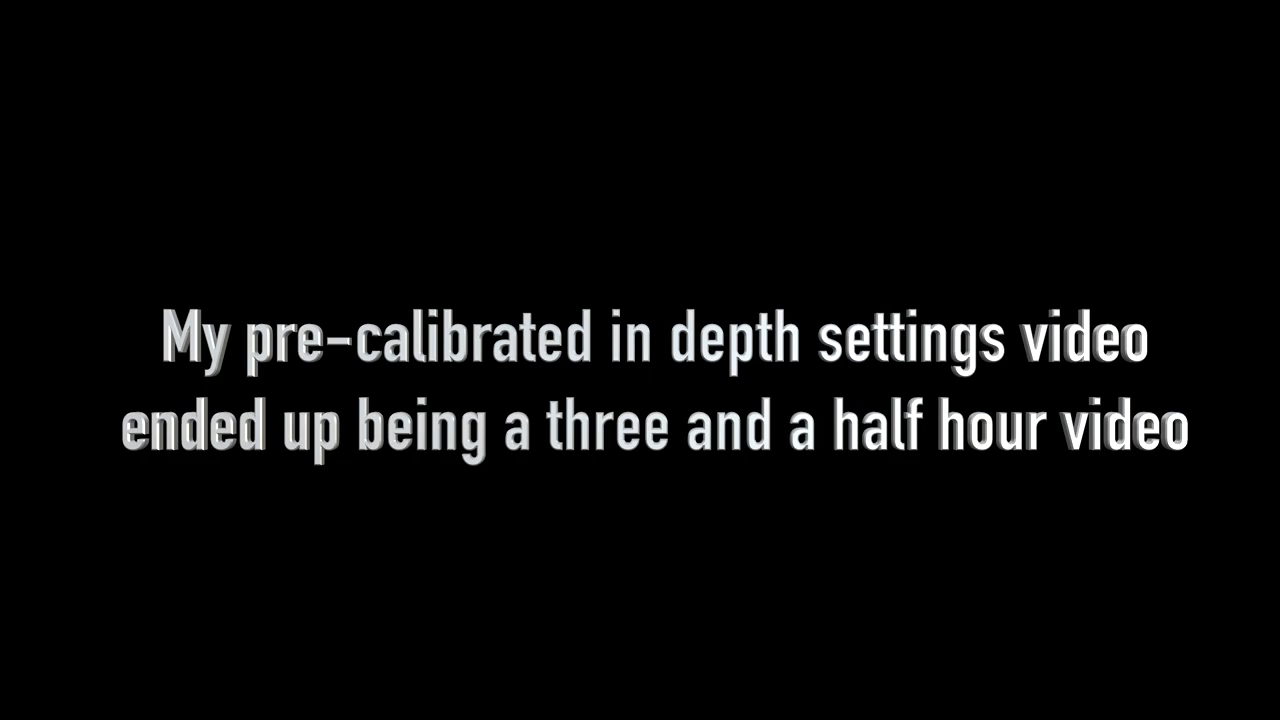 My pre-calibrated in depth settings video
ended up being a three and a half hour video